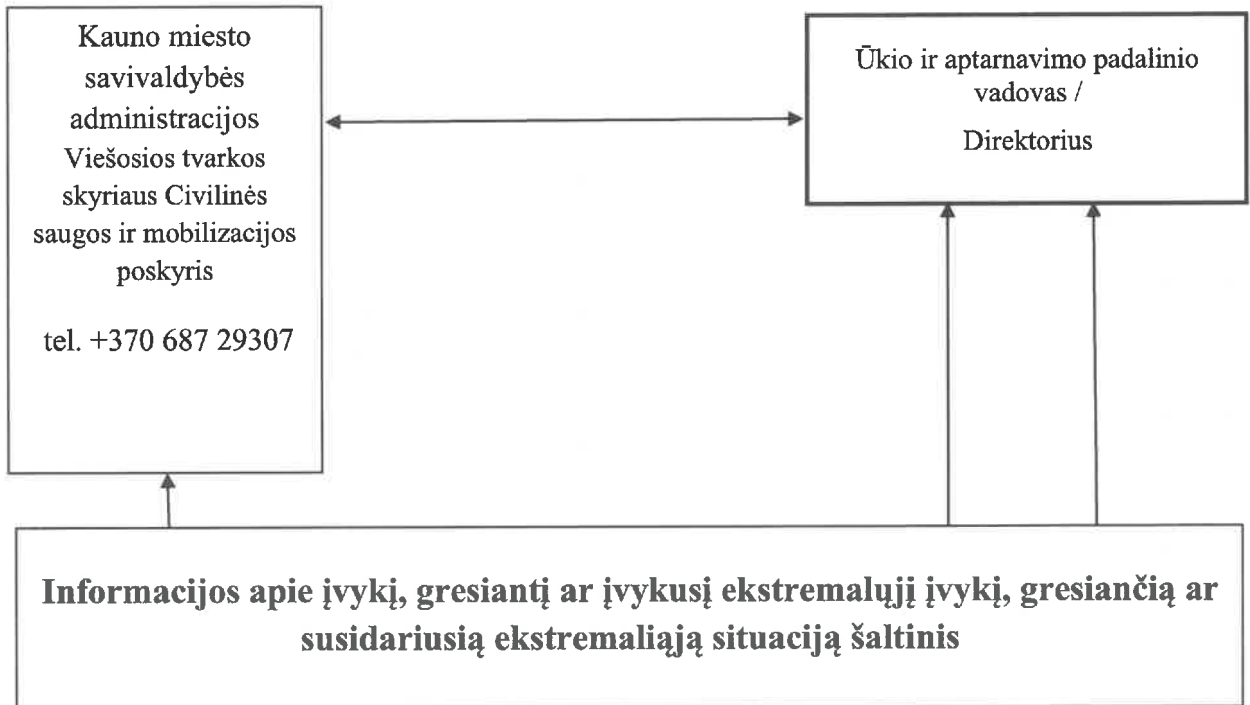 Kauno miesto
savivaldybės
administracijos
Viešosios tvarkos
skyriaus Civilinės
saugos ir mobilizacijos
poskyris
tel. +370 687 29307
Ūkio ir aptarnavimo padalinio
vadovas /
Direktorius
Informacijos apie įvykį, gresiantį ar įvykusį ekstremalųjį įvykį, gresiančią ar
susidariusią ekstremaliąją situaciją šaltinis